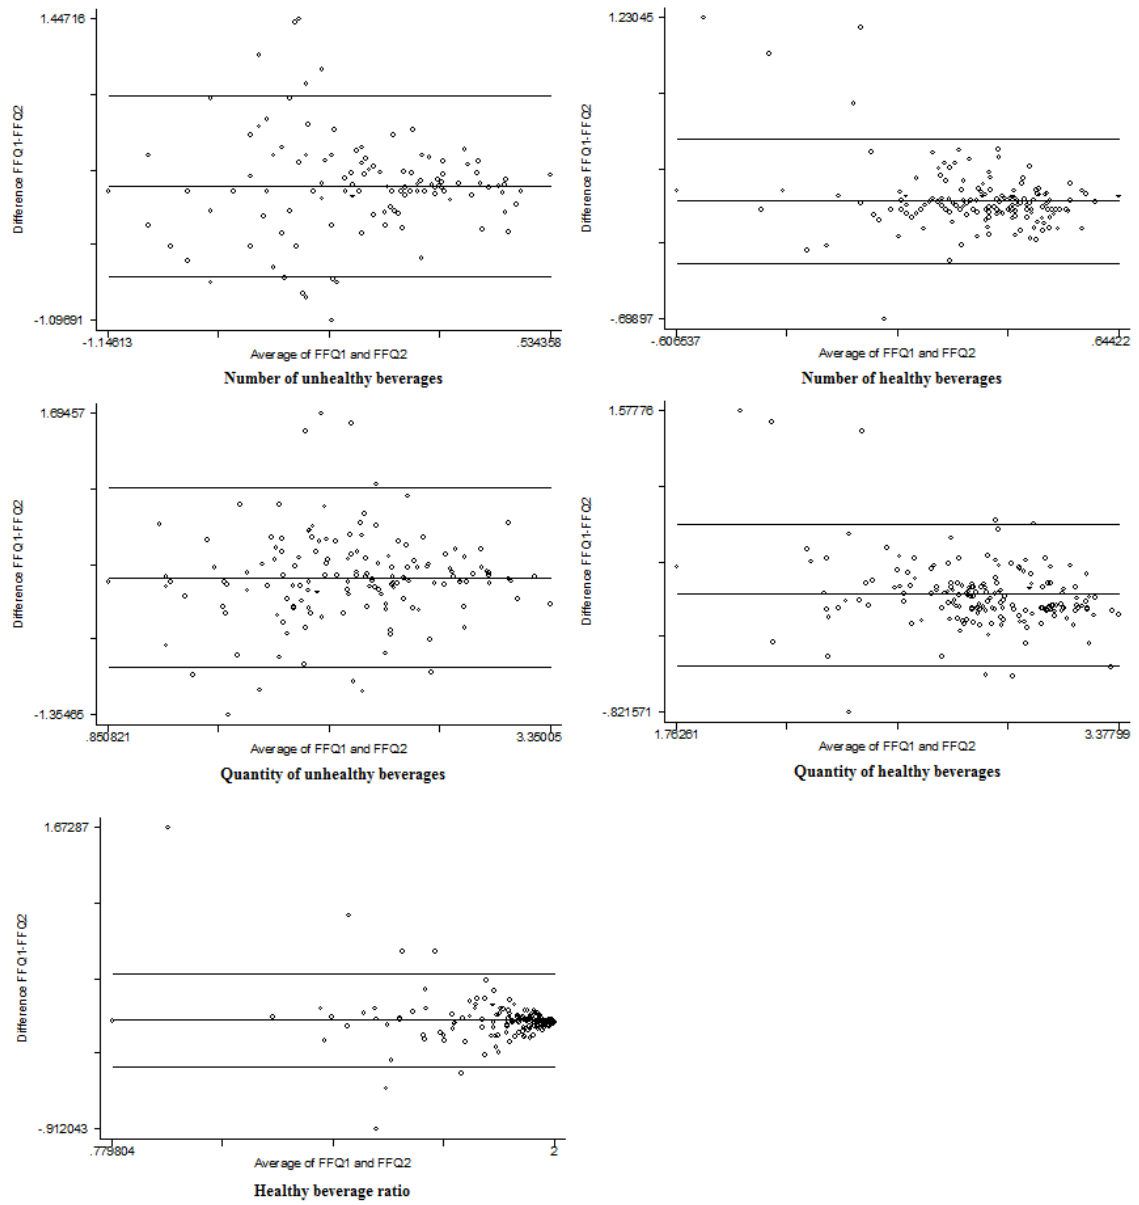 1.44716
Difference FFQ1-FFQ2
-1.09691
-1.14613
.534358
Average of FFQ1 and FFQ2
Number of unhealthy beverages
1.23045
Difference FFQ1-FFQ2
-.69897
-.606637
.64422
Average of FFQ1 and FFQ2
Number of healthy beverages
1.69457
Difference FFQ1-FFQ2
-1.35465
.850821
3.35005
Average of FFQ1 and FFQ2
Quantity of unhealthy beverages
1.57776
Difference FFQ1-FFQ2
-.821571
1.76261
3.37799
Average of FFQ1 and FFQ2
Quantity of healthy beverages
1.67287
Difference FFQ1-FFQ2
-.912043
.779804
2
Average of FFQ1 and FFQ2
Healthy beverage ratio